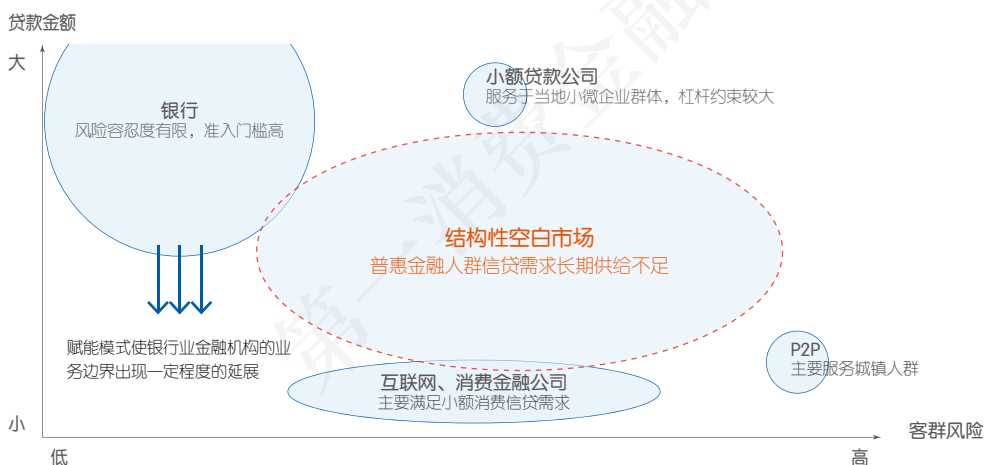 贷款金额
大
银行
风险容忍度有限，准入门槛高
小额贷款公司
服务于当地小微企业群体，杠杆约束较大
结构性空白市场
普惠金融人群信贷需求长期供给不足
赋能模式使银行业金融机构的业
务边界出现一定程度的延展
P2P
主要服务城镇人群
互联网、消费金融公司
主要满足小额消费信贷需求
小
客群风险
低
高
第一消费金融